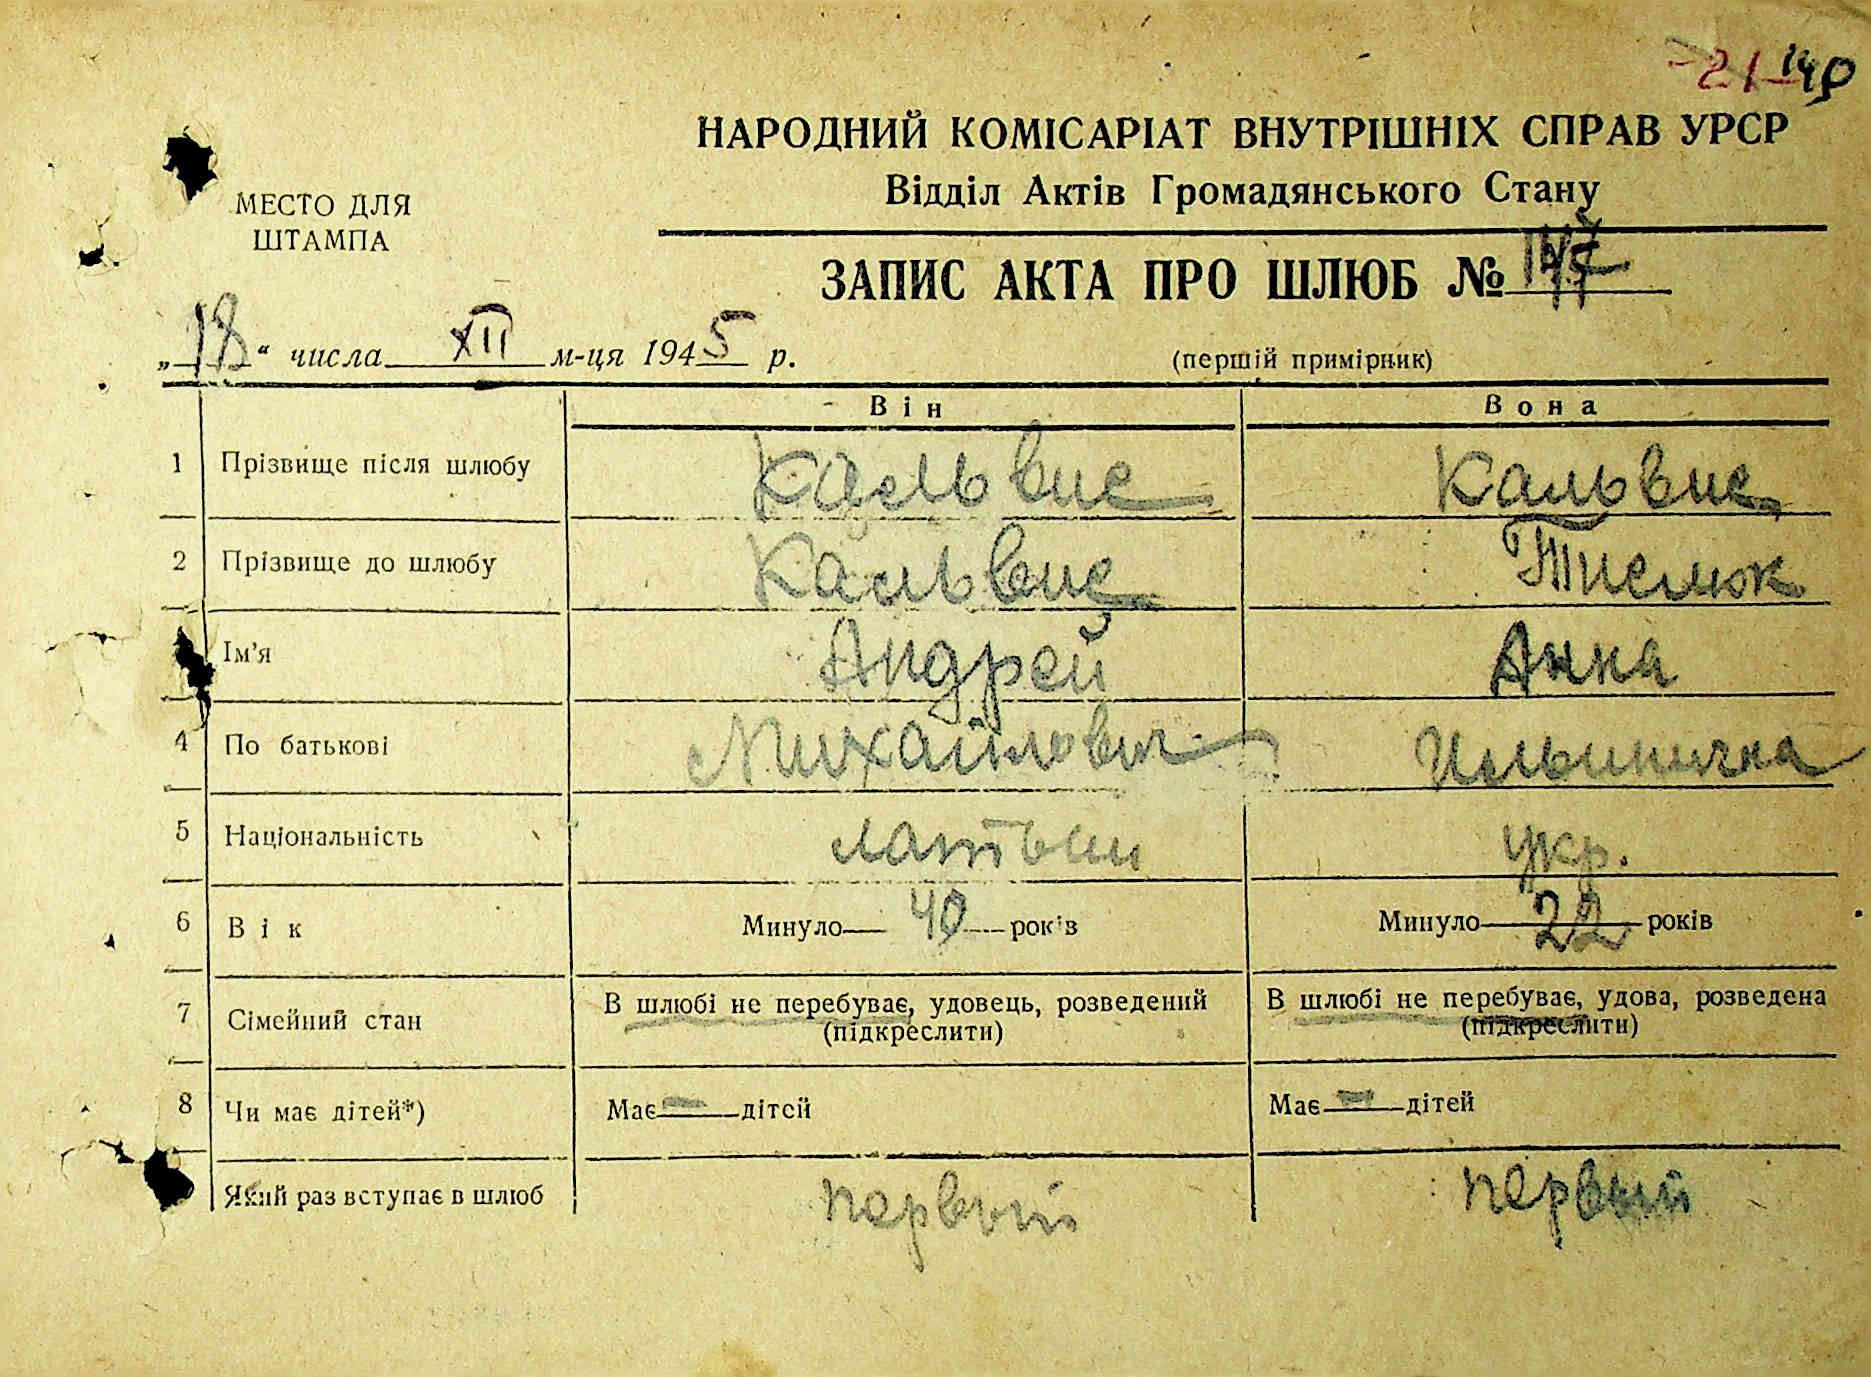 21
НАРОДНИЙ КОМІСАРІАТ ВНУТРІШНІХ СПРАВ УРСР
Відділ Актів Громадянського Стану
МЕСТО ДЛЯ
ШТАМПА
ЗАПИС АКТА ПРО ШЛЮБ №
„18“ числа XII м-ця 1945 р.
(перший примірник)
Він Вона
1 Прізвище після шлюбу Кальвис Кальвис
2 Прізвище до шлюбу Кальвис
Ім'я Андрей Анна
4 По батькові Михайлович Ильинична
5 Національність латыш укр.
6 Вік Минуло 40 років Минуло 22 років
7 Сімейний стан В шлюбі не перебуває, удовець, розведений (підкреслити) В шлюбі не перебуває, удова, розведена (підкреслити)
8 Чи має дітей*) Має — дітей Має — дітей
Який раз вступає в шлюб первый первый